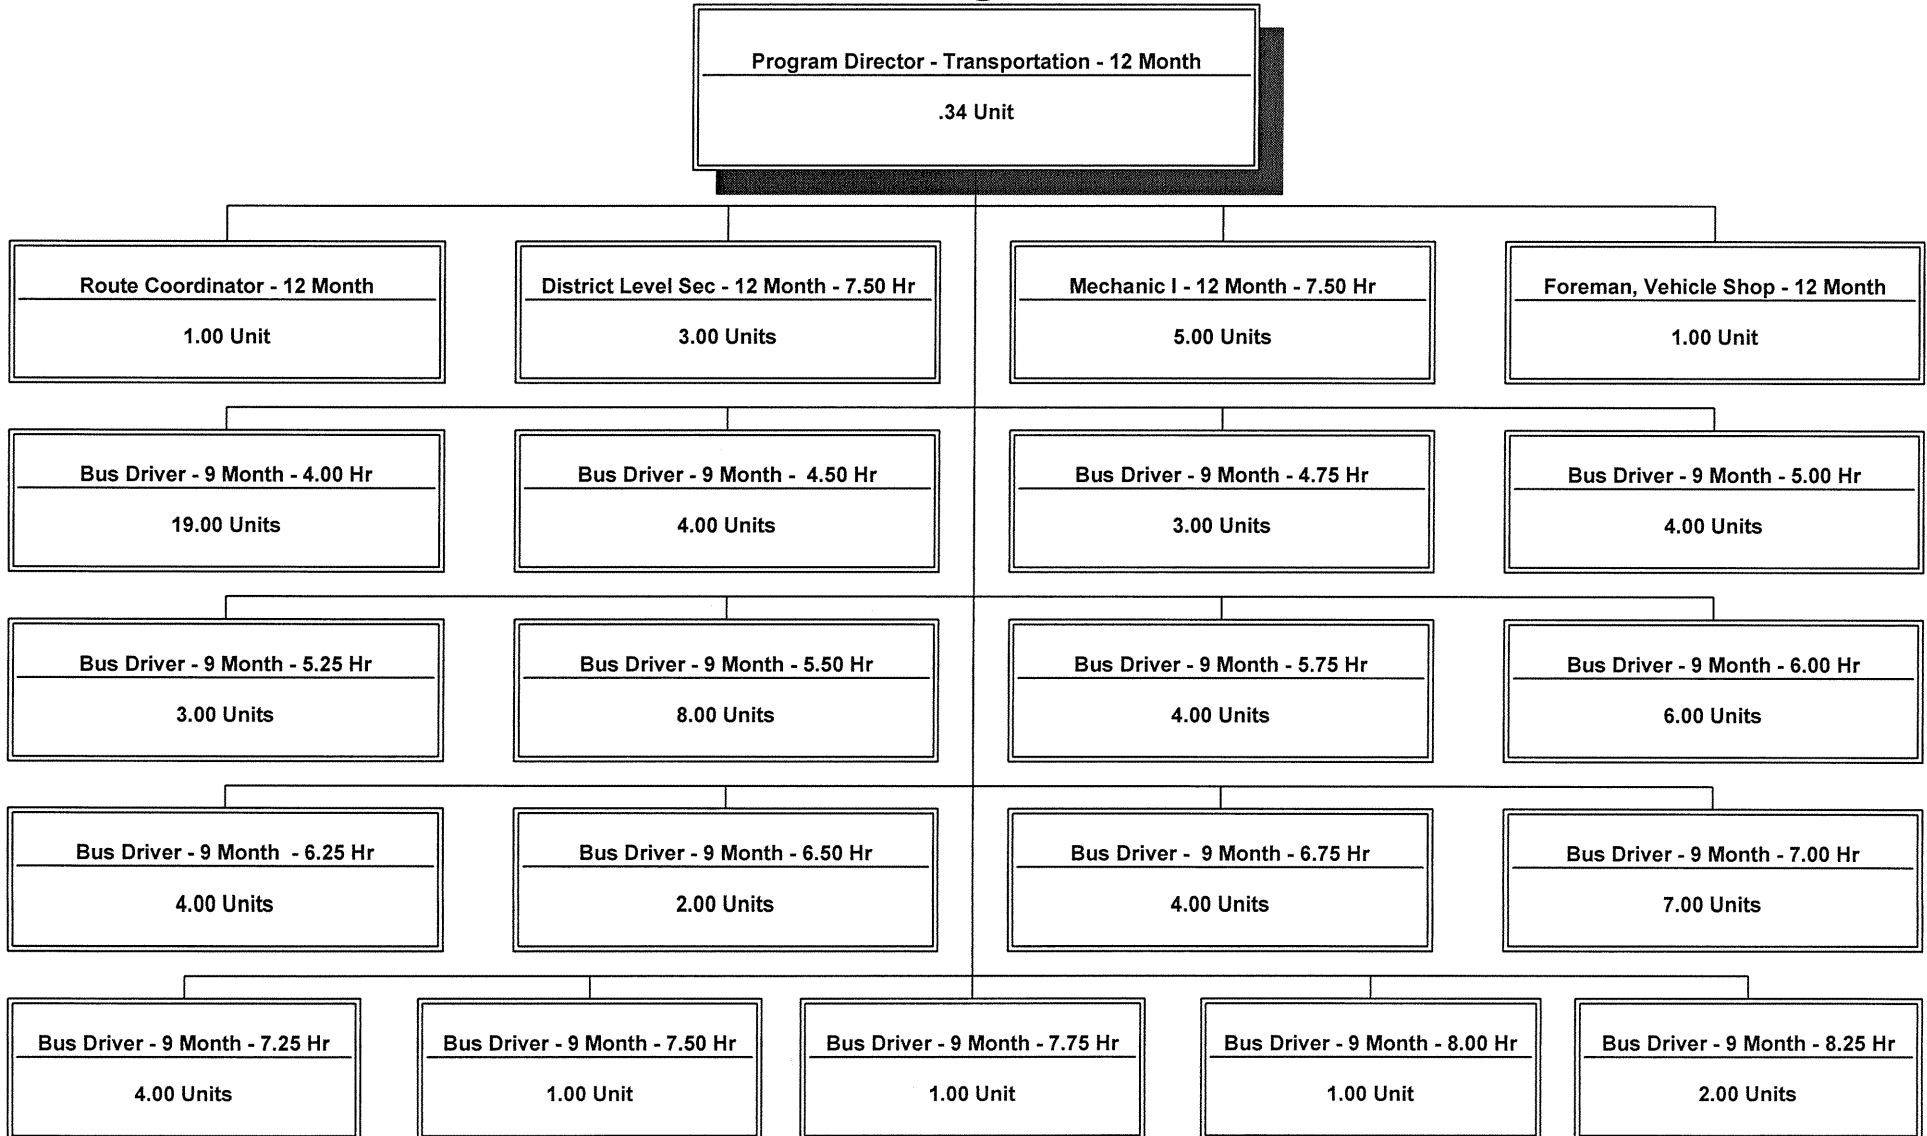 Program Director - Transportation - 12 Month
.34 Unit
Route Coordinator - 12 Month
1.00 Unit
District Level Sec - 12 Month - 7.50 Hr
3.00 Units
Mechanic I - 12 Month - 7.50 Hr
5.00 Units
Foreman, Vehicle Shop - 12 Month
1.00 Unit
Bus Driver - 9 Month - 4.00 Hr
19.00 Units
Bus Driver - 9 Month - 4.50 Hr
4.00 Units
Bus Driver - 9 Month - 4.75 Hr
3.00 Units
Bus Driver - 9 Month - 5.00 Hr
4.00 Units
Bus Driver - 9 Month - 5.25 Hr
3.00 Units
Bus Driver - 9 Month - 5.50 Hr
8.00 Units
Bus Driver - 9 Month - 5.75 Hr
4.00 Units
Bus Driver - 9 Month - 6.00 Hr
6.00 Units
Bus Driver - 9 Month - 6.25 Hr
4.00 Units
Bus Driver - 9 Month - 6.50 Hr
2.00 Units
Bus Driver - 9 Month - 6.75 Hr
4.00 Units
Bus Driver - 9 Month - 7.00 Hr
7.00 Units
Bus Driver - 9 Month - 7.25 Hr
4.00 Units
Bus Driver - 9 Month - 7.50 Hr
1.00 Unit
Bus Driver - 9 Month - 7.75 Hr
1.00 Unit
Bus Driver - 9 Month - 8.00 Hr
1.00 Unit
Bus Driver - 9 Month - 8.25 Hr
2.00 Units